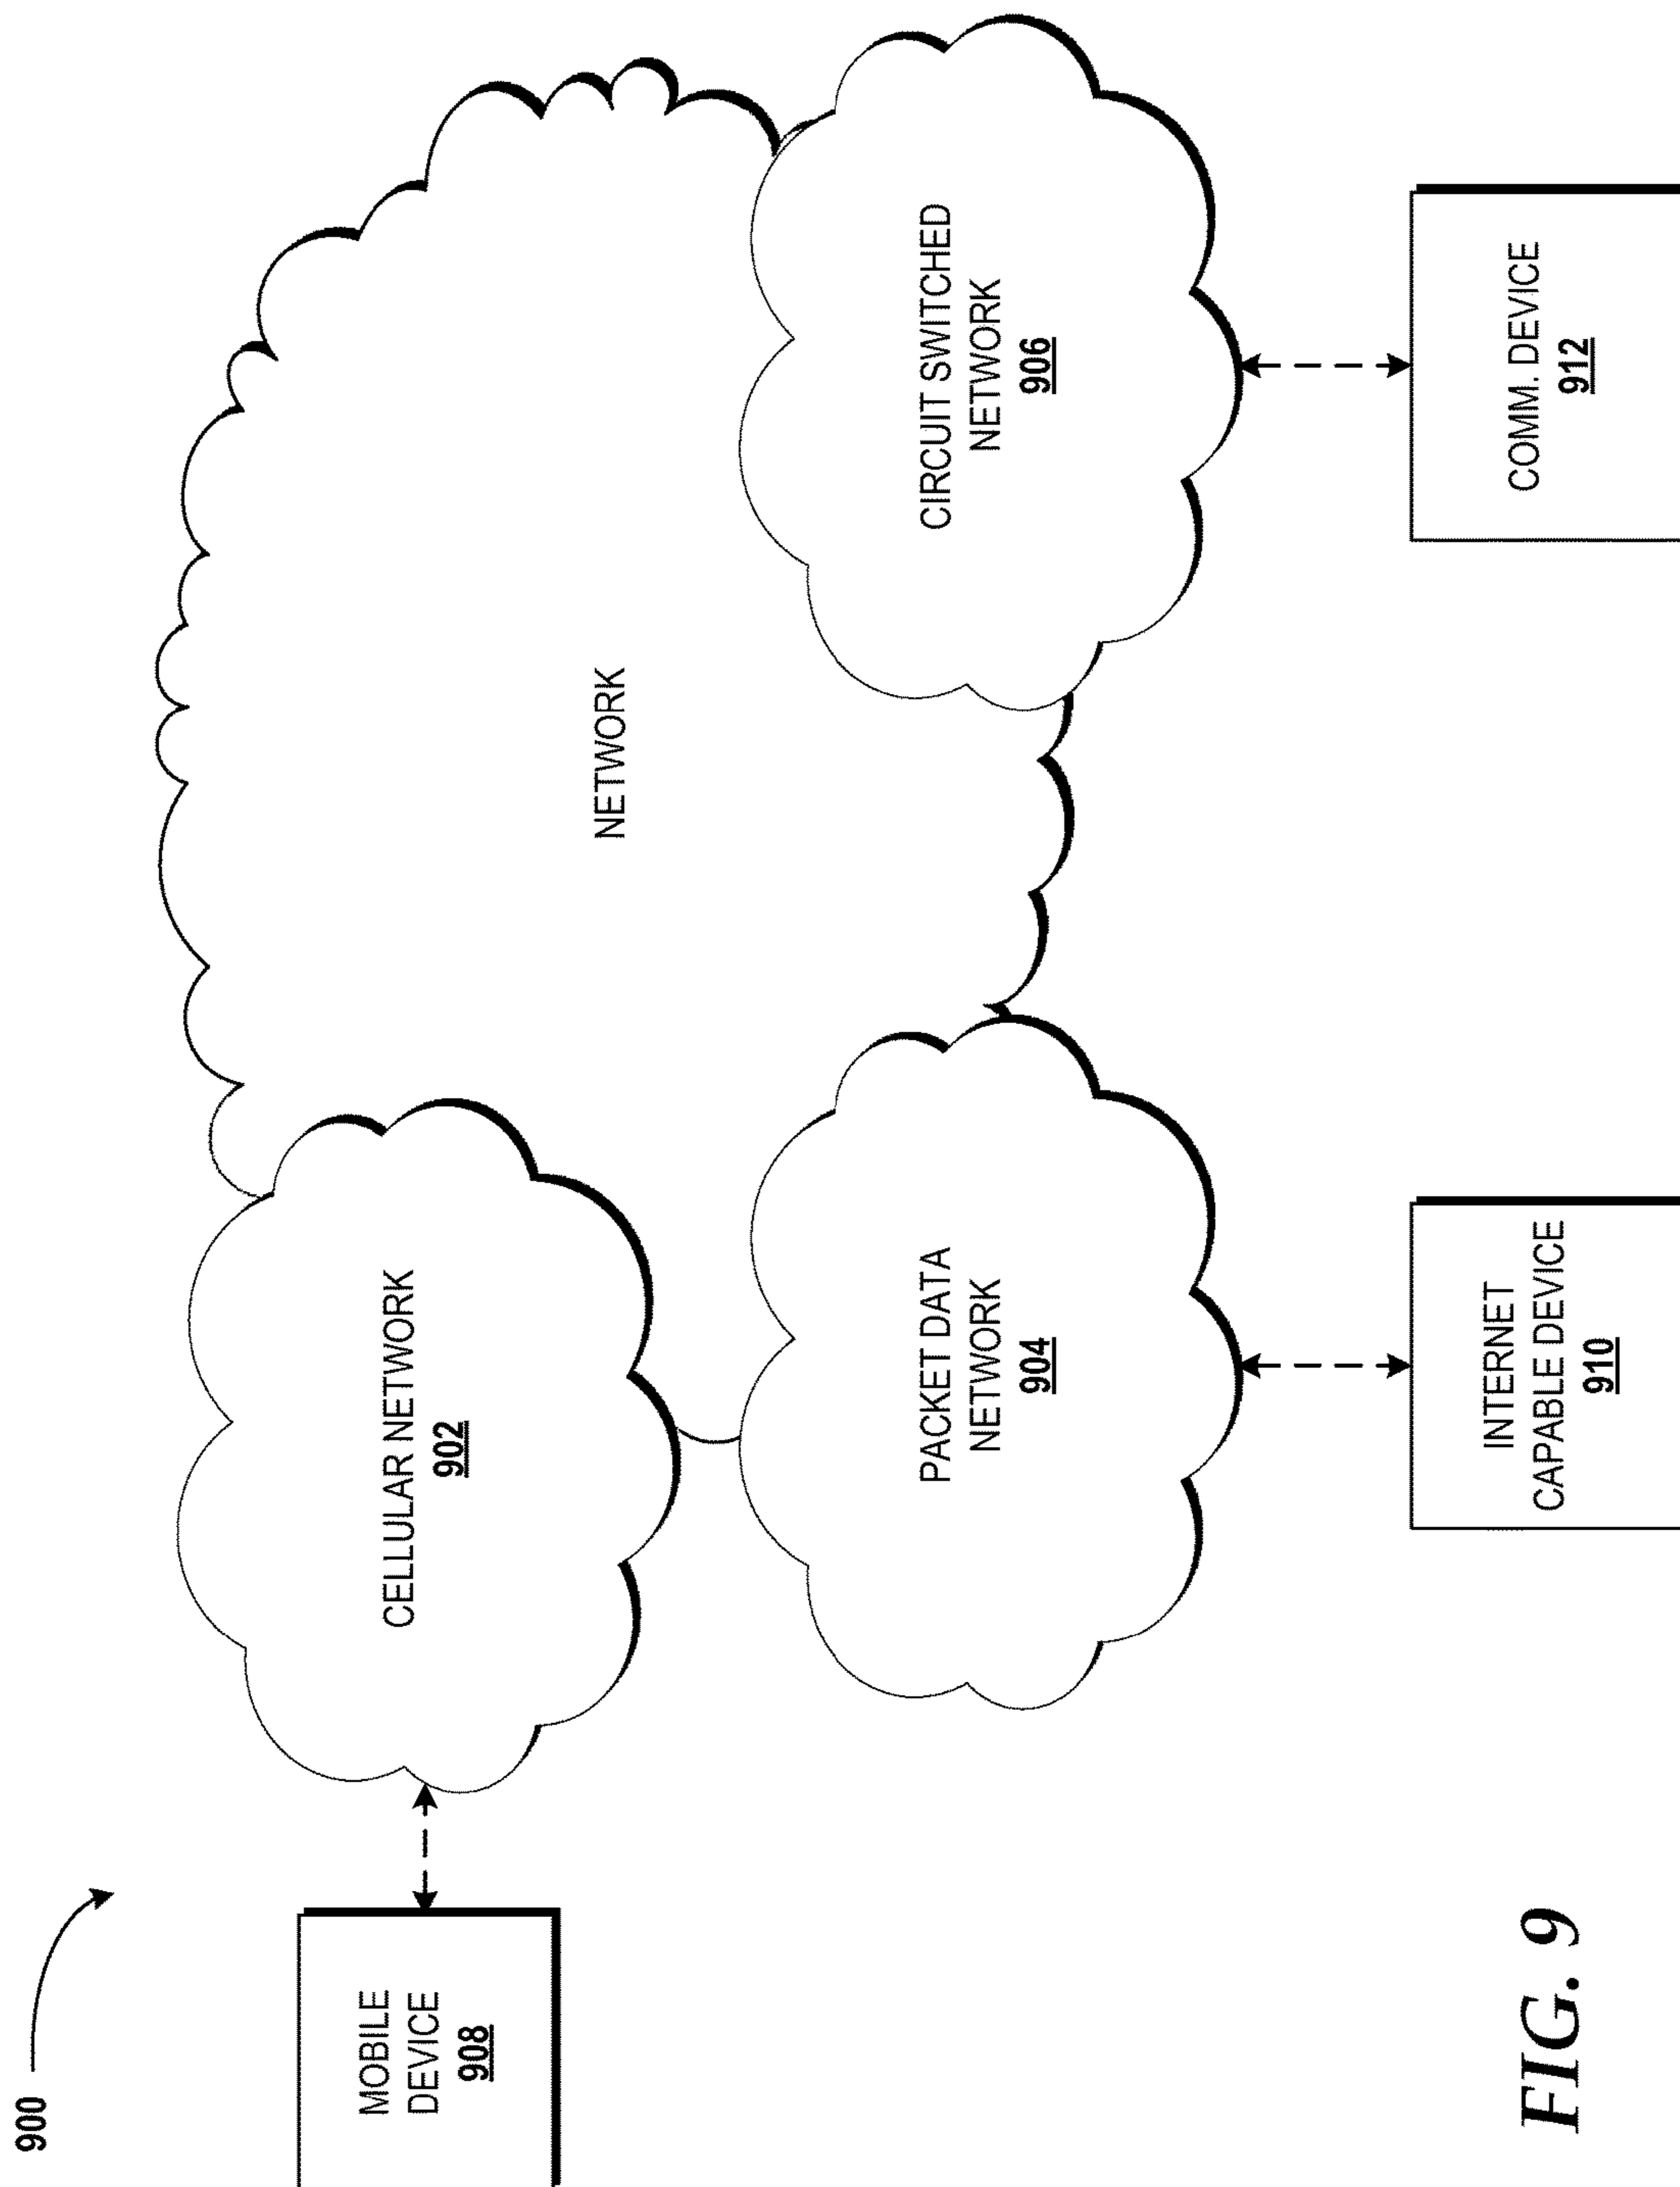 900
MOBILE
DEVICE
908
CELLULAR NETWORK
902
NETWORK
PACKET DATA
NETWORK
904
CIRCUIT SWITCHED
NETWORK
906
INTERNET
CAPABLE DEVICE
910
COMM. DEVICE
912
FIG. 9